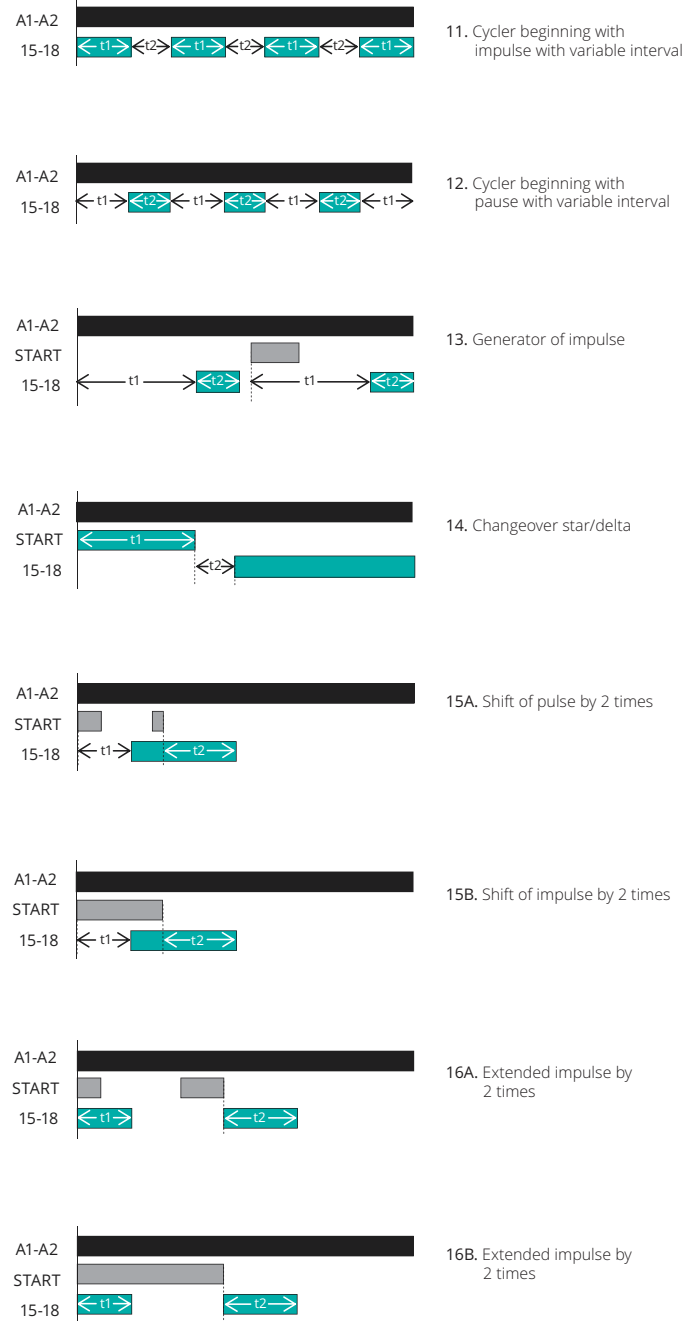 A1-A2
15-18
t1 t2 t1 t2 t1 t2 t1
11. Cycler beginning with
impulse with variable interval
A1-A2
15-18
t1 t2 t1 t2 t1 t2 t1
12. Cycler beginning with
pause with variable interval
A1-A2
START
15-18
t1 t2 t1 t2
13. Generator of impulse
A1-A2
START
t1
15-18
t2
14. Changeover star/delta
A1-A2
START
15-18
t1 t2
15A. Shift of pulse by 2 times
A1-A2
START
15-18
t1 t2
15B. Shift of impulse by 2 times
A1-A2
START
15-18
t1 t2
16A. Extended impulse by
2 times
A1-A2
START
15-18
t1 t2
16B. Extended impulse by
2 times